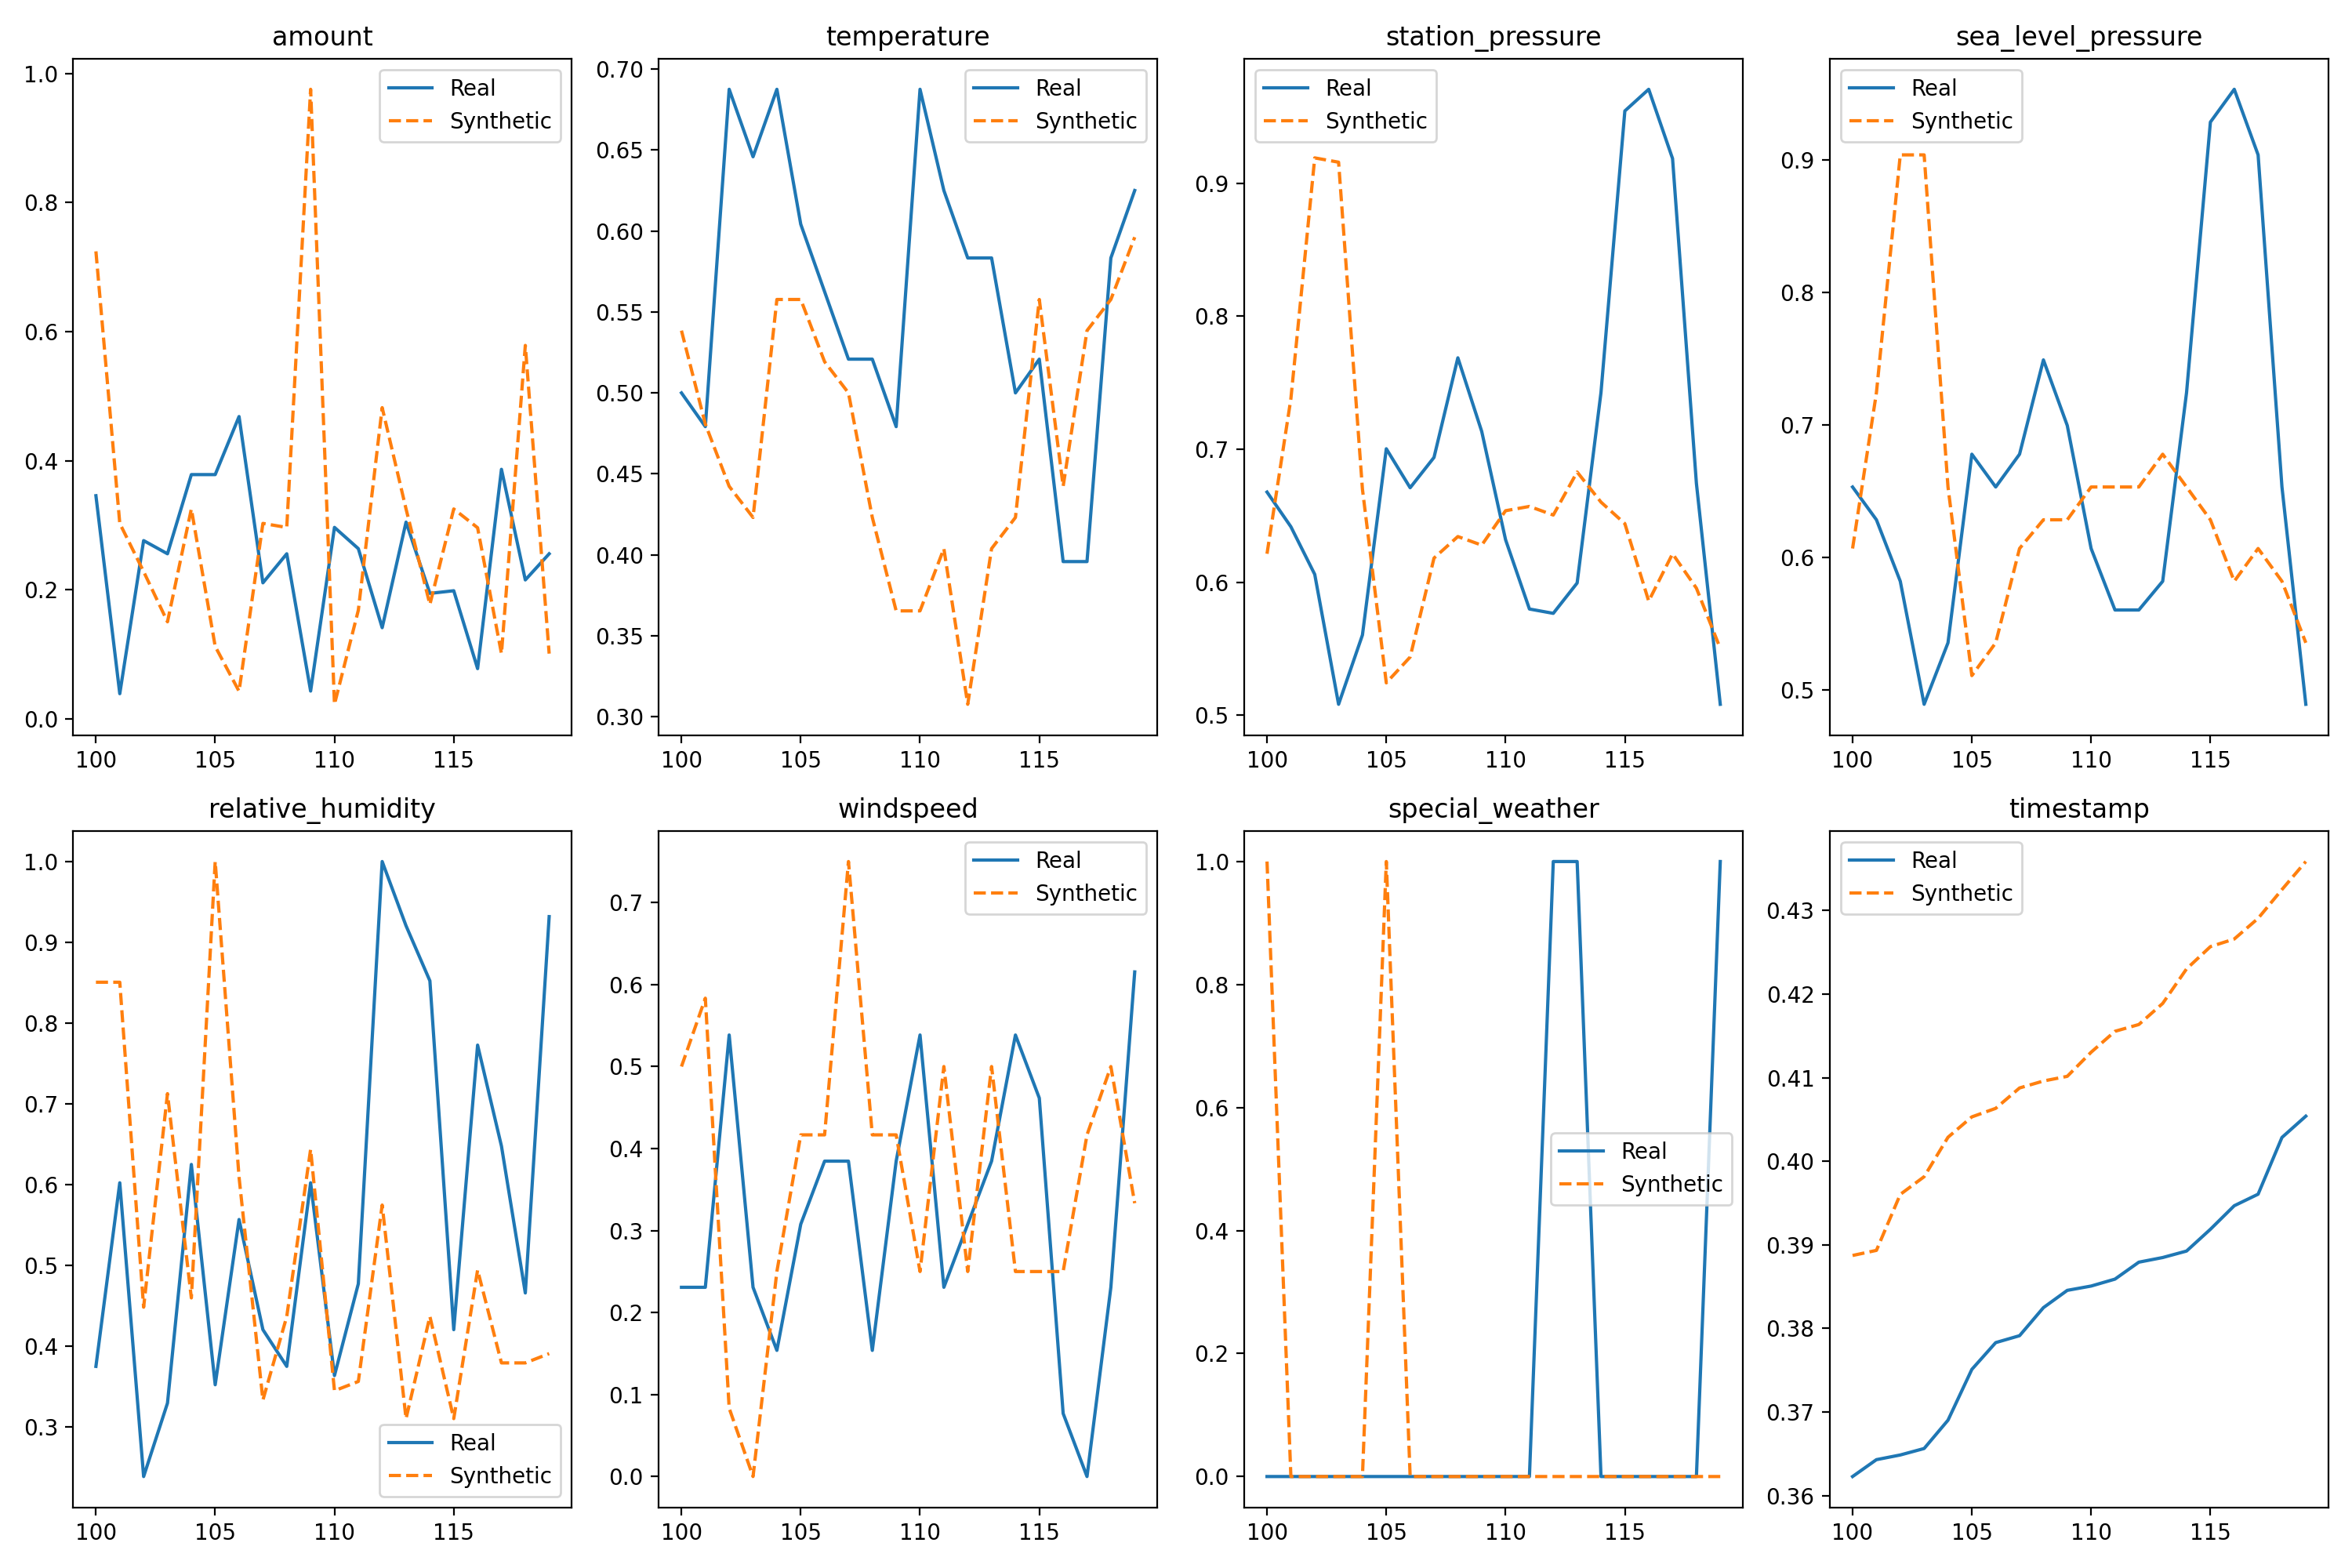 amount
1.0
0.8
0.6
0.4
0.2
0.0
100 105 110 115
Real
Synthetic
temperature
0.70
0.65
0.60
0.55
0.50
0.45
0.40
0.35
0.30
100 105 110 115
Real
Synthetic
station_pressure
0.9
0.8
0.7
0.6
0.5
100 105 110 115
Real
Synthetic
sea_level_pressure
0.9
0.8
0.7
0.6
0.5
100 105 110 115
Real
Synthetic
relative_humidity
1.0
0.9
0.8
0.7
0.6
0.5
0.4
0.3
100 105 110 115
Real
Synthetic
windspeed
0.7
0.6
0.5
0.4
0.3
0.2
0.1
0.0
100 105 110 115
Real
Synthetic
special_weather
1.0
0.8
0.6
0.4
0.2
0.0
100 105 110 115
Real
Synthetic
timestamp
0.43
0.42
0.41
0.40
0.39
0.38
0.37
0.36
100 105 110 115
Real
Synthetic